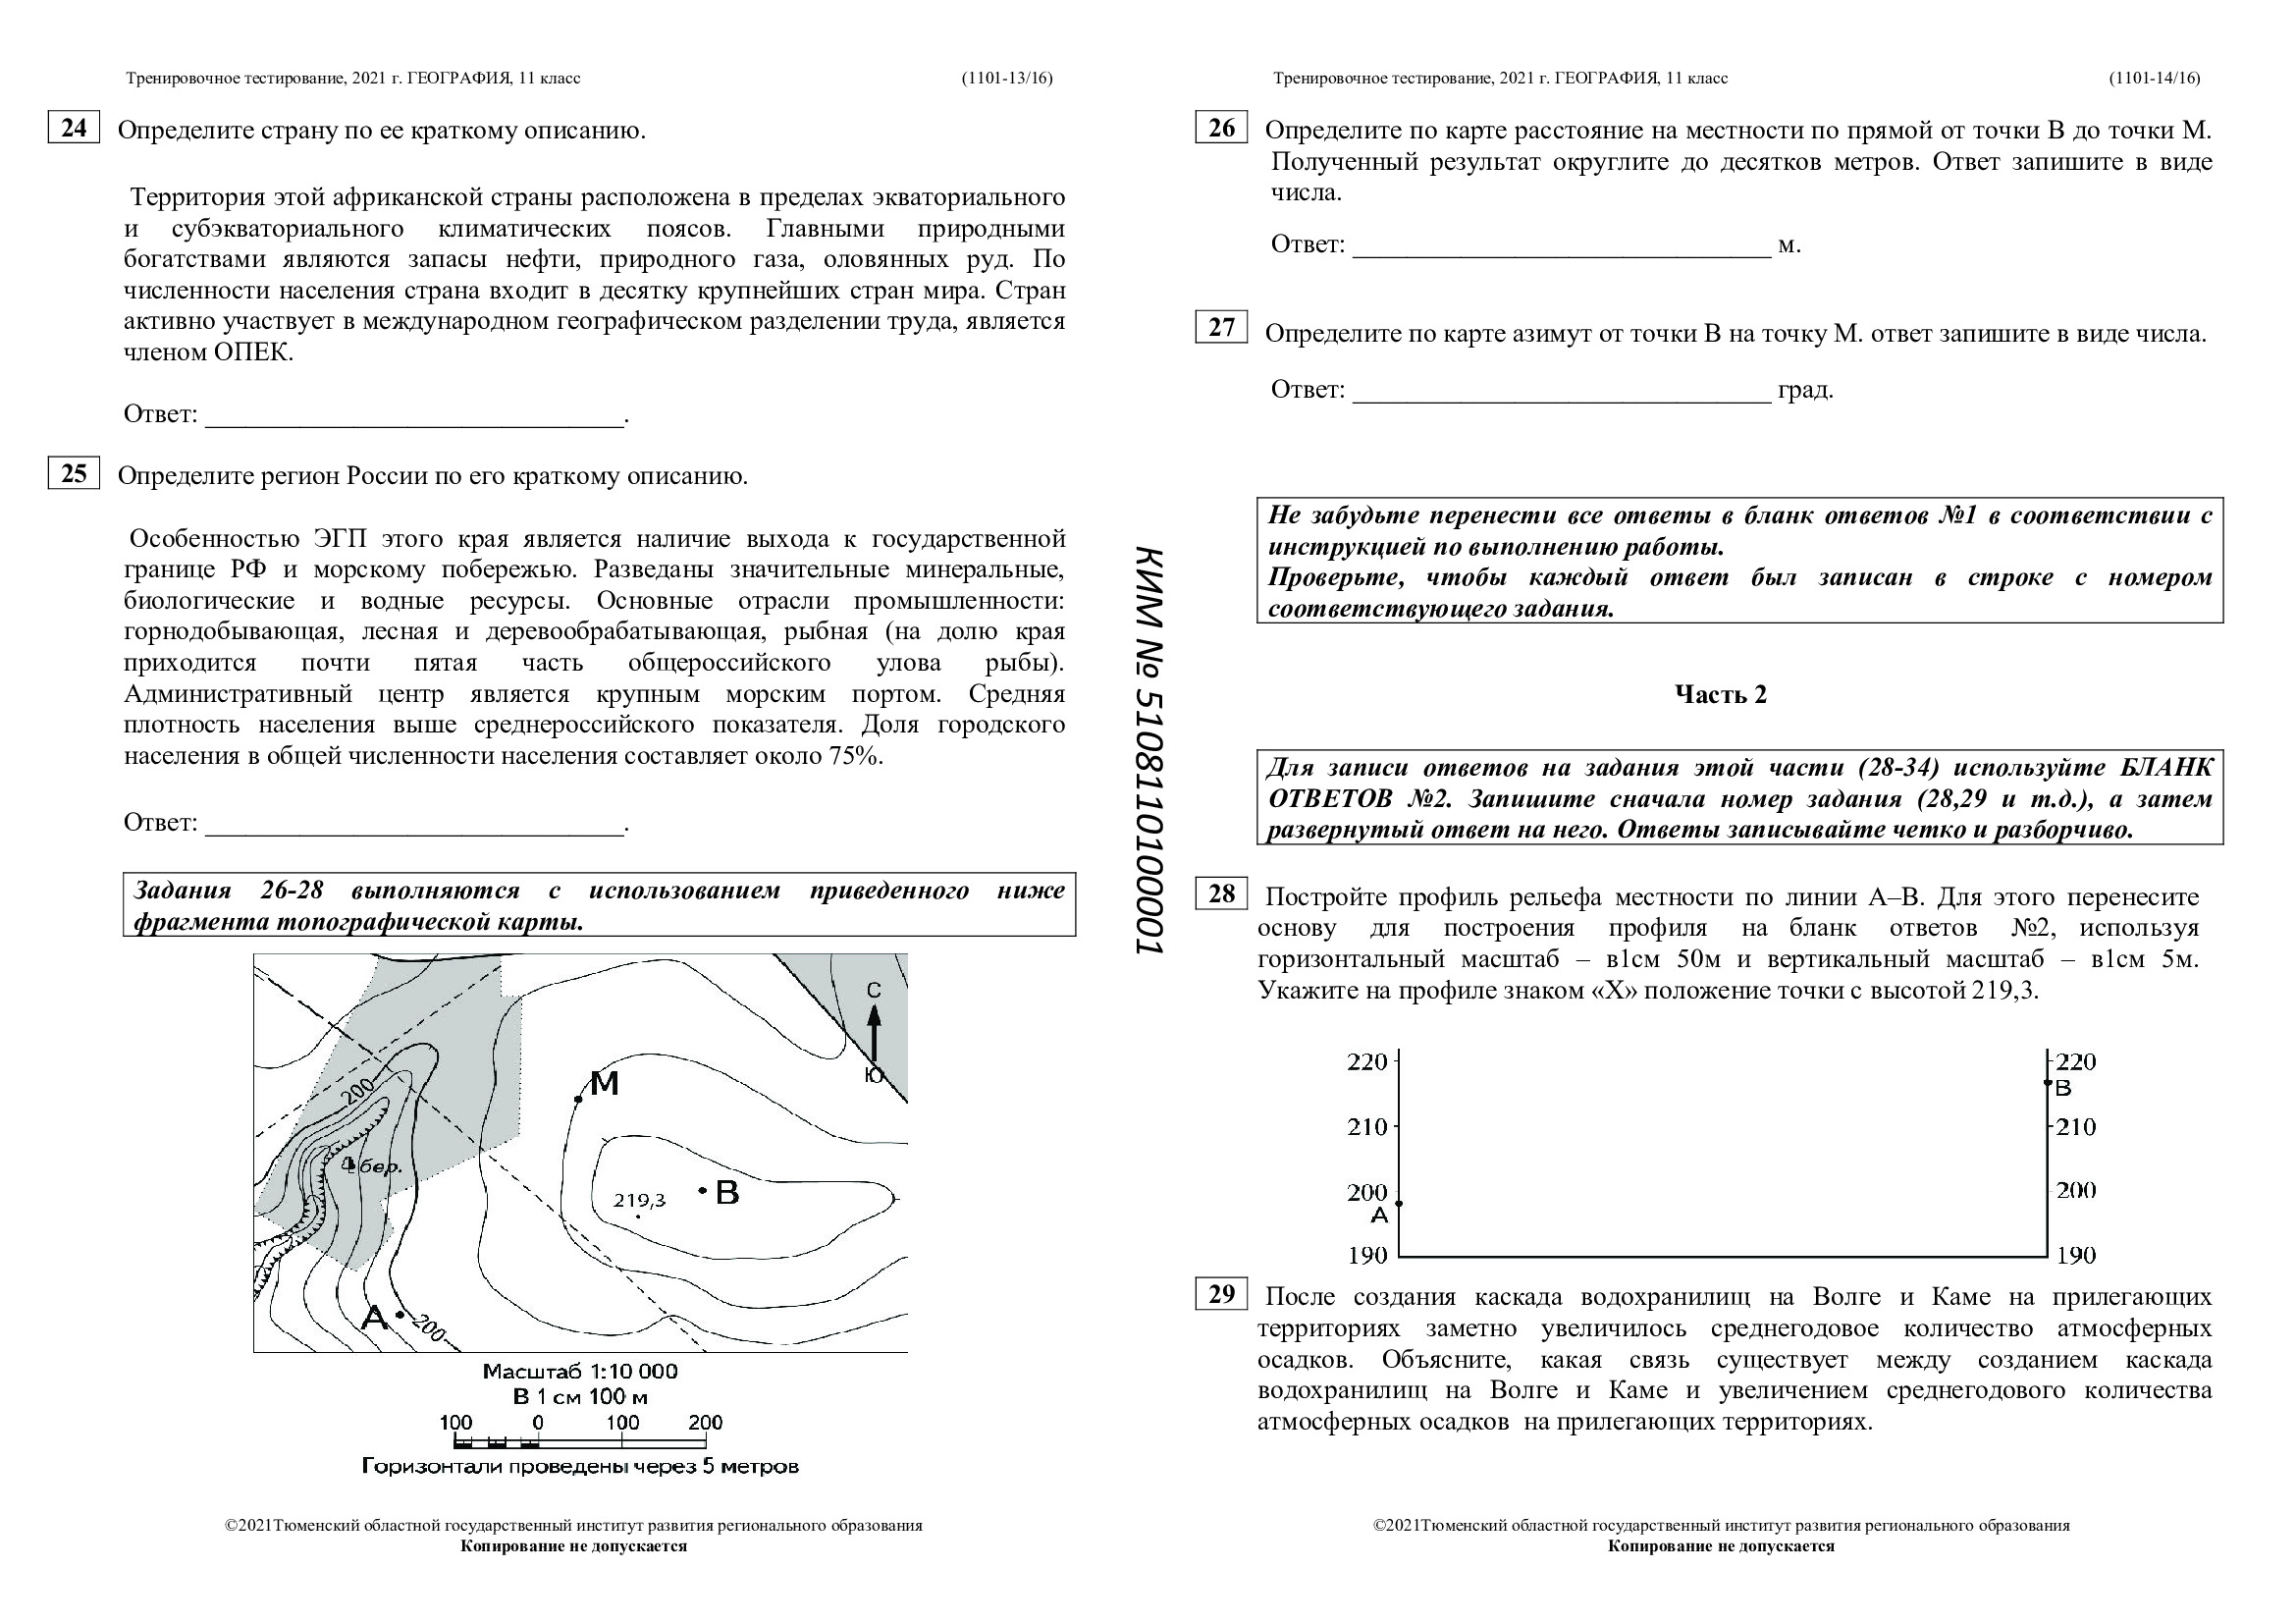 Тренировочное тестирование, 2021 г. ГЕОГРАФИЯ, 11 класс (1101-13/16)
24 Определите страну по ее краткому описанию.
Территория этой африканской страны расположена в пределах экваториального
и субэкваториального климатических поясов. Главными природными
богатствами являются запасы нефти, природного газа, оловянных руд. По
численности населения страна входит в десятку крупнейших стран мира. Стран
активно участвует в международном географическом разделении труда, является
членом ОПЕК.
Ответ: _______________________________.
25 Определите регион России по его краткому описанию.
Особенностью ЭГП этого края является наличие выхода к государственной
границе РФ и морскому побережью. Разведаны значительные минеральные,
биологические и водные ресурсы. Основные отрасли промышленности:
горнодобывающая, лесная и деревообрабатывающая, рыбная (на долю края
приходится почти пятая часть общероссийского улова рыбы).
Административный центр является крупным морским портом. Средняя
плотность населения выше среднероссийского показателя. Доля городского
населения в общей численности населения составляет около 75%.
Ответ: _______________________________.
Задания 26-28 выполняются с использованием приведенного ниже
фрагмента топографической карты.
С
Ю
М
200
бер.
В
219,3
А
200
Масштаб 1:10 000
В 1 см 100 м
100 0 100 200
Горизонтали проведены через 5 метров
©2021Тюменский областной государственный институт развития регионального образования
Копирование не допускается
КИМ № 5108110100001
Тренировочное тестирование, 2021 г. ГЕОГРАФИЯ, 11 класс (1101-14/16)
26 Определите по карте расстояние на местности по прямой от точки В до точки М.
Полученный результат округлите до десятков метров. Ответ запишите в виде
числа.
Ответ: _______________________________ м.
27 Определите по карте азимут от точки В на точку М. ответ запишите в виде числа.
Ответ: _______________________________ град.
Не забудьте перенести все ответы в бланк ответов №1 в соответствии с
инструкцией по выполнению работы.
Проверьте, чтобы каждый ответ был записан в строке с номером
соответствующего задания.
Часть 2
Для записи ответов на задания этой части (28-34) используйте БЛАНК
ОТВЕТОВ №2. Запишите сначала номер задания (28,29 и т.д.), а затем
развернутый ответ на него. Ответы записывайте четко и разборчиво.
28 Постройте профиль рельефа местности по линии А–В. Для этого перенесите
основу для построения профиля на бланк ответов №2, используя
горизонтальный масштаб – в1см 50м и вертикальный масштаб – в1см 5м.
Укажите на профиле знаком «Х» положение точки с высотой 219,3.
220 220
В
210 210
200 200
А
190 190
29 После создания каскада водохранилищ на Волге и Каме на прилегающих
территориях заметно увеличилось среднегодовое количество атмосферных
осадков. Объясните, какая связь существует между созданием каскада
водохранилищ на Волге и Каме и увеличением среднегодового количества
атмосферных осадков на прилегающих территориях.
©2021Тюменский областной государственный институт развития регионального образования
Копирование не допускается